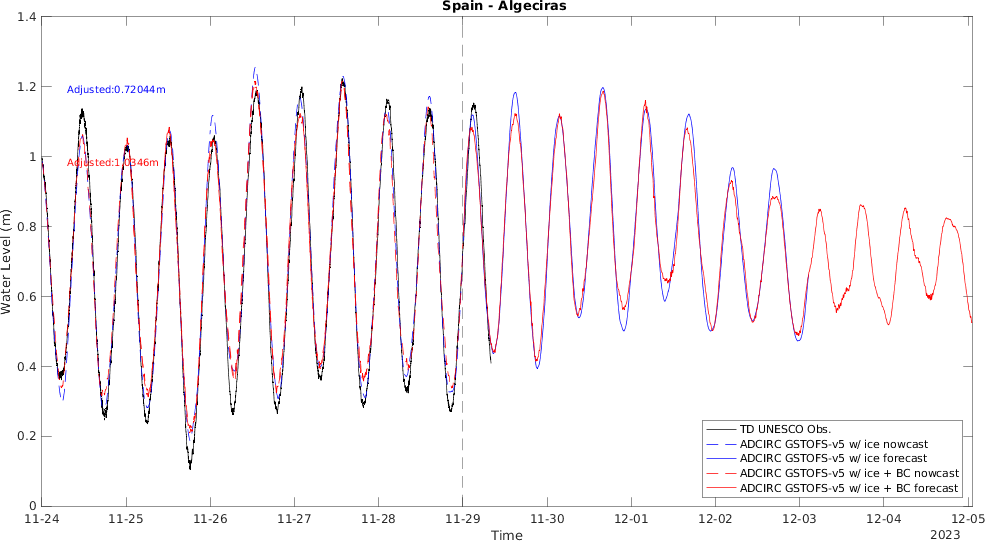 Spain - Algeciras
1.4
1.2
1
0.8
0.6
0.4
0.2
0
Water Level (m)
Adjusted:0.72044m
Adjusted:1.0346m
TD UNESCO Obs.
ADCIRC GSTOFS-v5 w/ ice nowcast
ADCIRC GSTOFS-v5 w/ ice forecast
ADCIRC GSTOFS-v5 w/ ice + BC nowcast
ADCIRC GSTOFS-v5 w/ ice + BC forecast
11-24 11-25 11-26 11-27 11-28 11-29 11-30 12-01 12-02 12-03 12-04 12-05
Time
2023